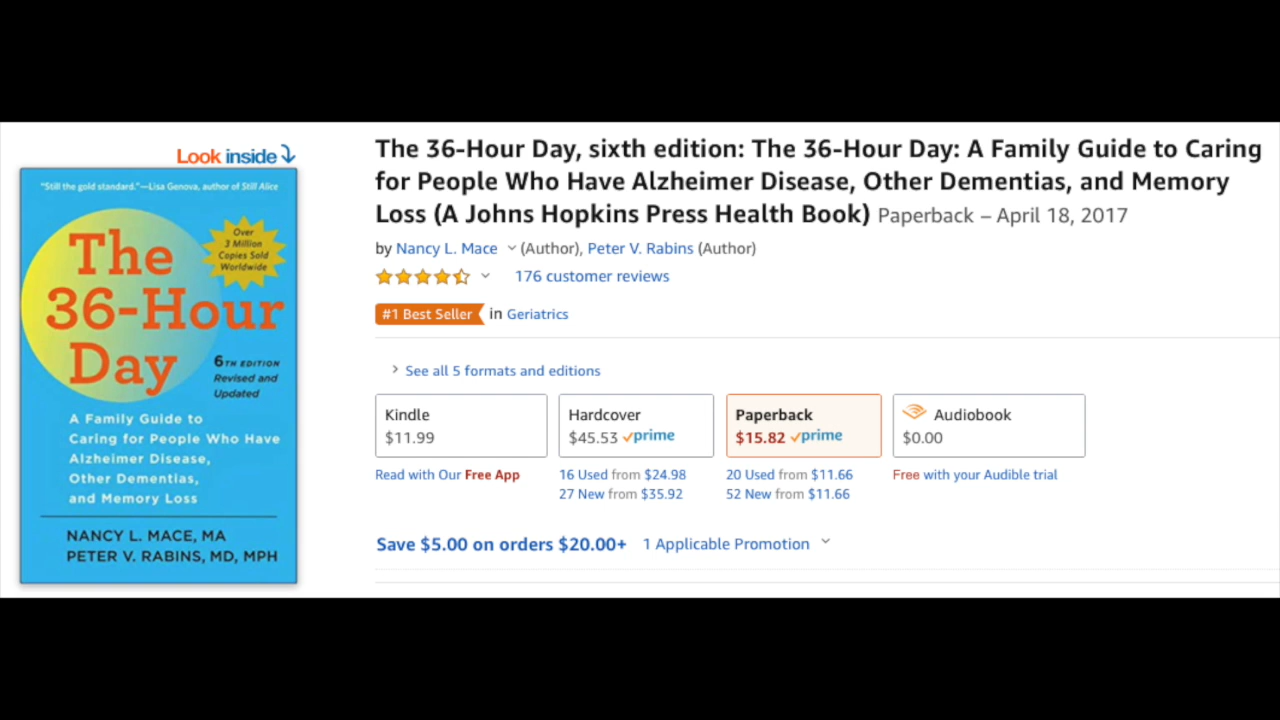 Look inside
"Still the gold standard."—Lisa Genova, author of Still Alice
The
36-Hour
Day
Over
3 Million
Copies Sold
Worldwide
6TH EDITION
Revised and
Updated
A Family Guide to
Caring for People Who Have
Alzheimer Disease,
Other Dementias,
and Memory Loss
NANCY L. MACE, MA
PETER V. RABINS, MD, MPH
The 36-Hour Day, sixth edition: The 36-Hour Day: A Family Guide to Caring
for People Who Have Alzheimer Disease, Other Dementias, and Memory
Loss (A Johns Hopkins Press Health Book) Paperback – April 18, 2017
by Nancy L. Mace (Author), Peter V. Rabins (Author)
176 customer reviews
#1 Best Seller in Geriatrics
See all 5 formats and editions
Kindle
$11.99
Read with Our Free App
Hardcover
$45.53 prime
16 Used from $24.98
27 New from $35.92
Paperback
$15.82 prime
20 Used from $11.66
52 New from $11.66
Audiobook
$0.00
Free with your Audible trial
Save $5.00 on orders $20.00+ 1 Applicable Promotion